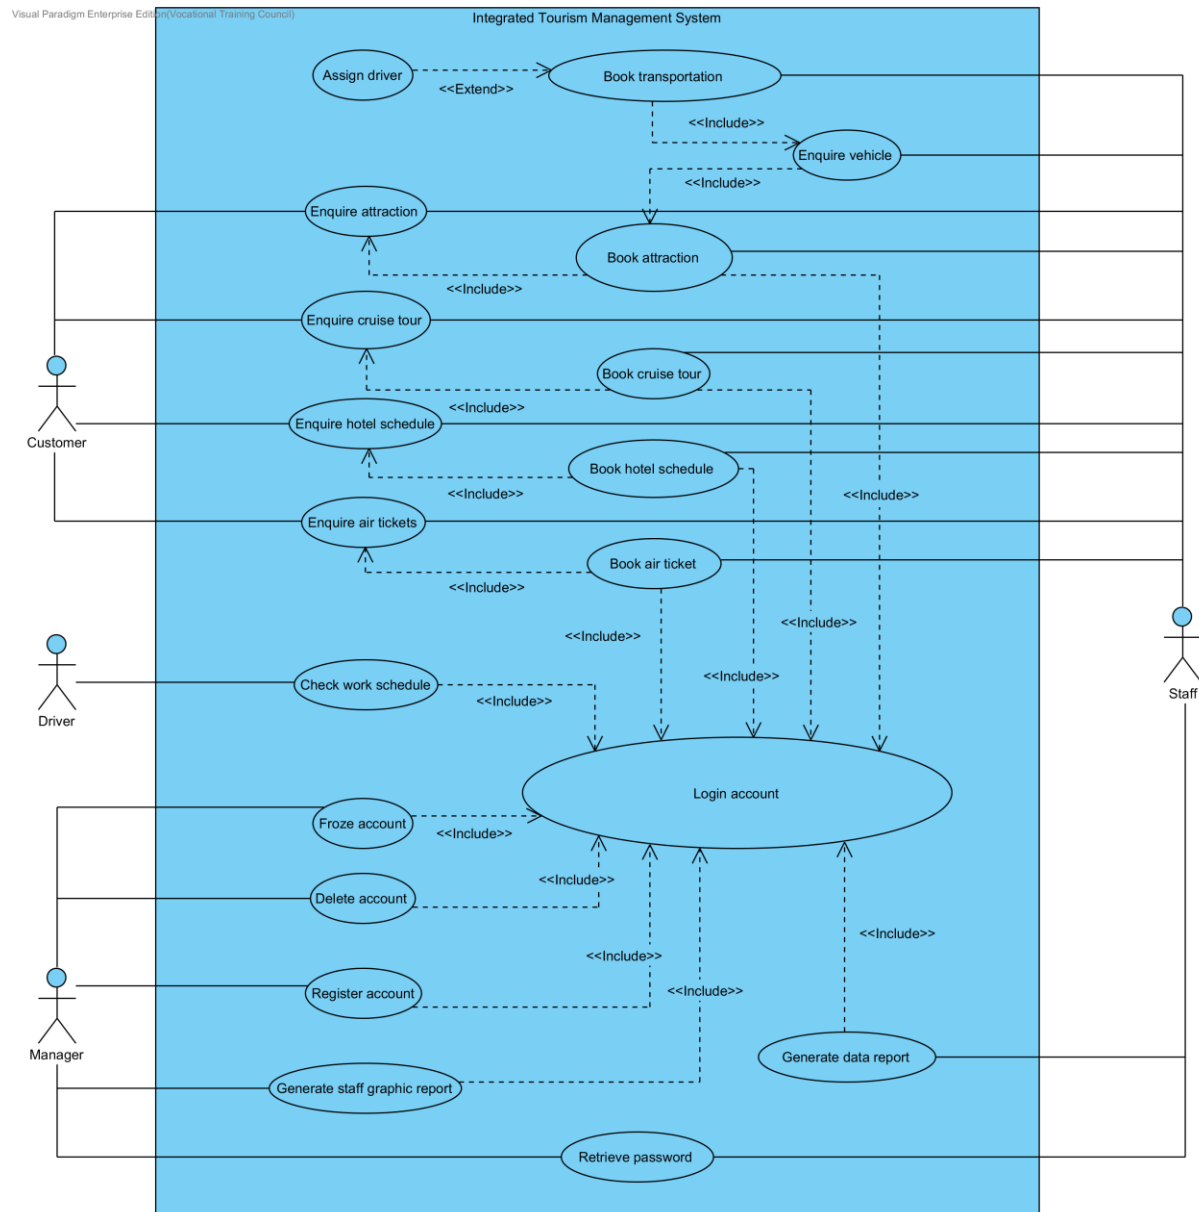 Visual Paradigm Enterprise Edition(Vocational Training Council)
Integrated Tourism Management System
Assign driver
<<Extend>>
Book transportation
<<Include>>
Enquire vehicle
<<Include>>
Enquire attraction
Book attraction
<<Include>>
Enquire cruise tour
Book cruise tour
<<Include>>
Customer
Enquire hotel schedule
Book hotel schedule
<<Include>>
<<Include>>
Enquire air tickets
Book air ticket
<<Include>>
<<Include>>
<<Include>>
Driver
Check work schedule
<<Include>>
<<Include>>
Staff
Login account
Froze account
<<Include>>
Delete account
<<Include>>
<<Include>>
<<Include>>
Register account
<<Include>>
Manager
Generate data report
Generate staff graphic report
Retrieve password